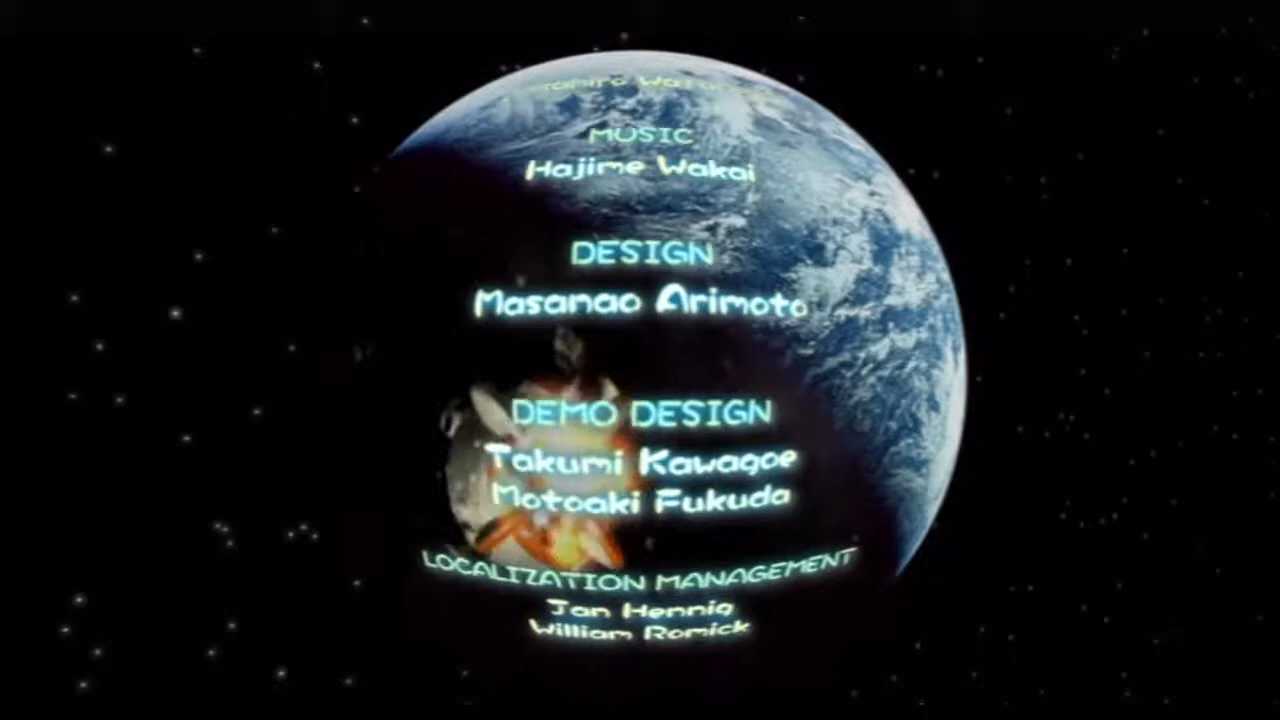 MUSIC
Hajime Wakai
DESIGN
Masanao Arimoto
DEMO DESIGN
Takumi Kawagoe
Motoaki Fukuda
LOCALIZATION MANAGEMENT
Jan Hennig
William Romick